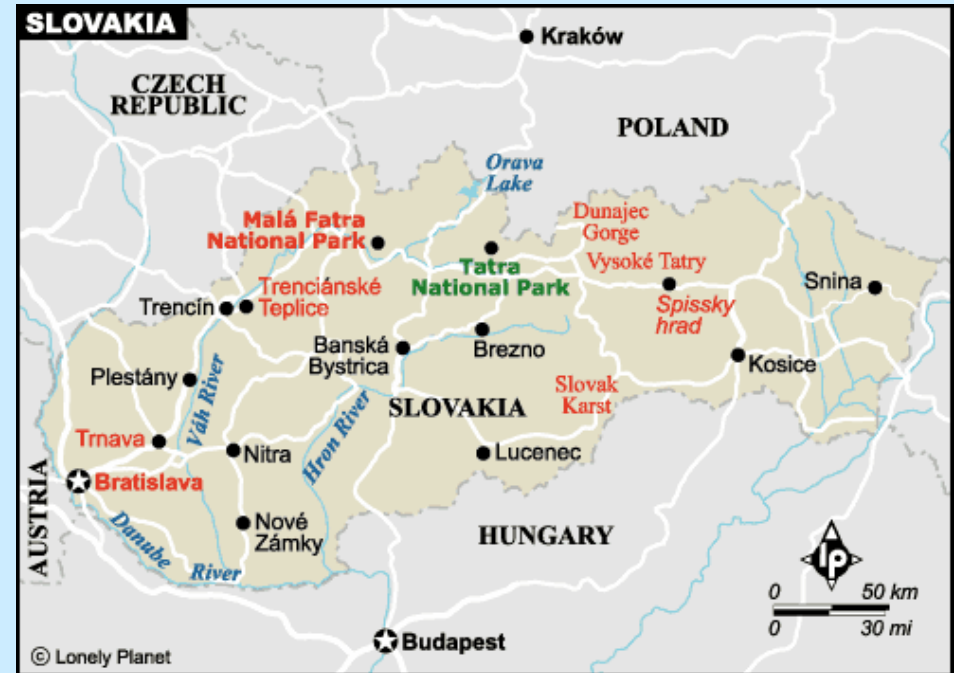 SLOVAKIA
Kraków
CZECH
REPUBLIC
POLAND
Orava
Lake
Malá Fatra
National Park
Dunajec
Gorge
Vysoké Tatry
Tatra
National Park
Trencín
Trenciánské
Teplice
Spissky
hrad
Snina
Banská
Bystrica
Brezno
Kosice
Plestány
Váh River
Slovak
Karst
SLOVAKIA
Hron River
Trnava
Nitra
Lucenec
Bratislava
AUSTRIA
Danube
River
Nové
Zámky
HUNGARY
lp
0 50 km
0 30 mi
Budapest
© Lonely Planet